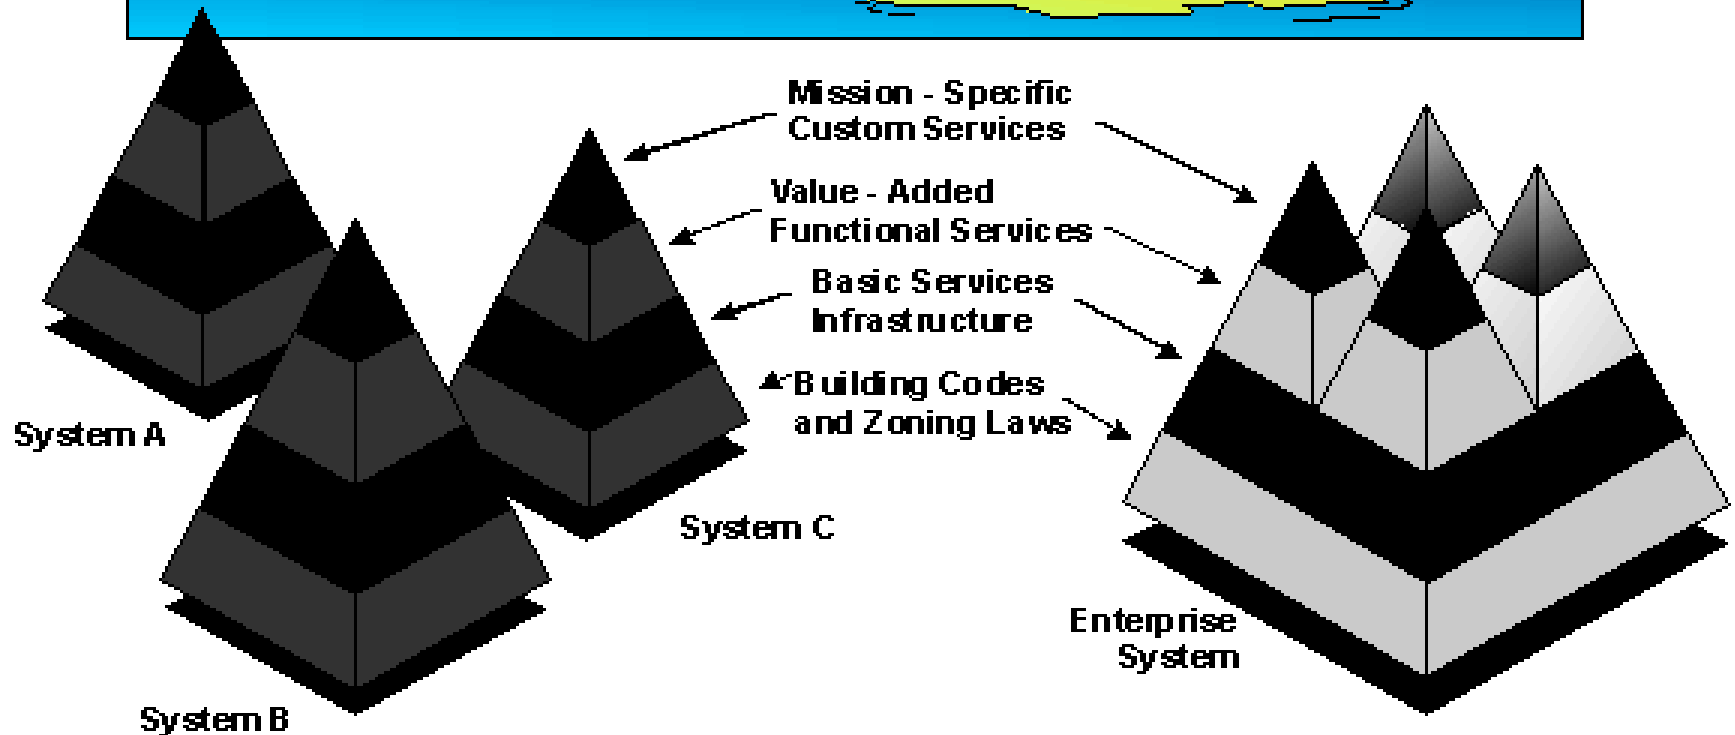 Mission - Specific
Custom Services
Value - Added
Functional Services
Basic Services
Infrastructure
Building Codes
and Zoning Laws
System A
System C
System B
Enterprise
System